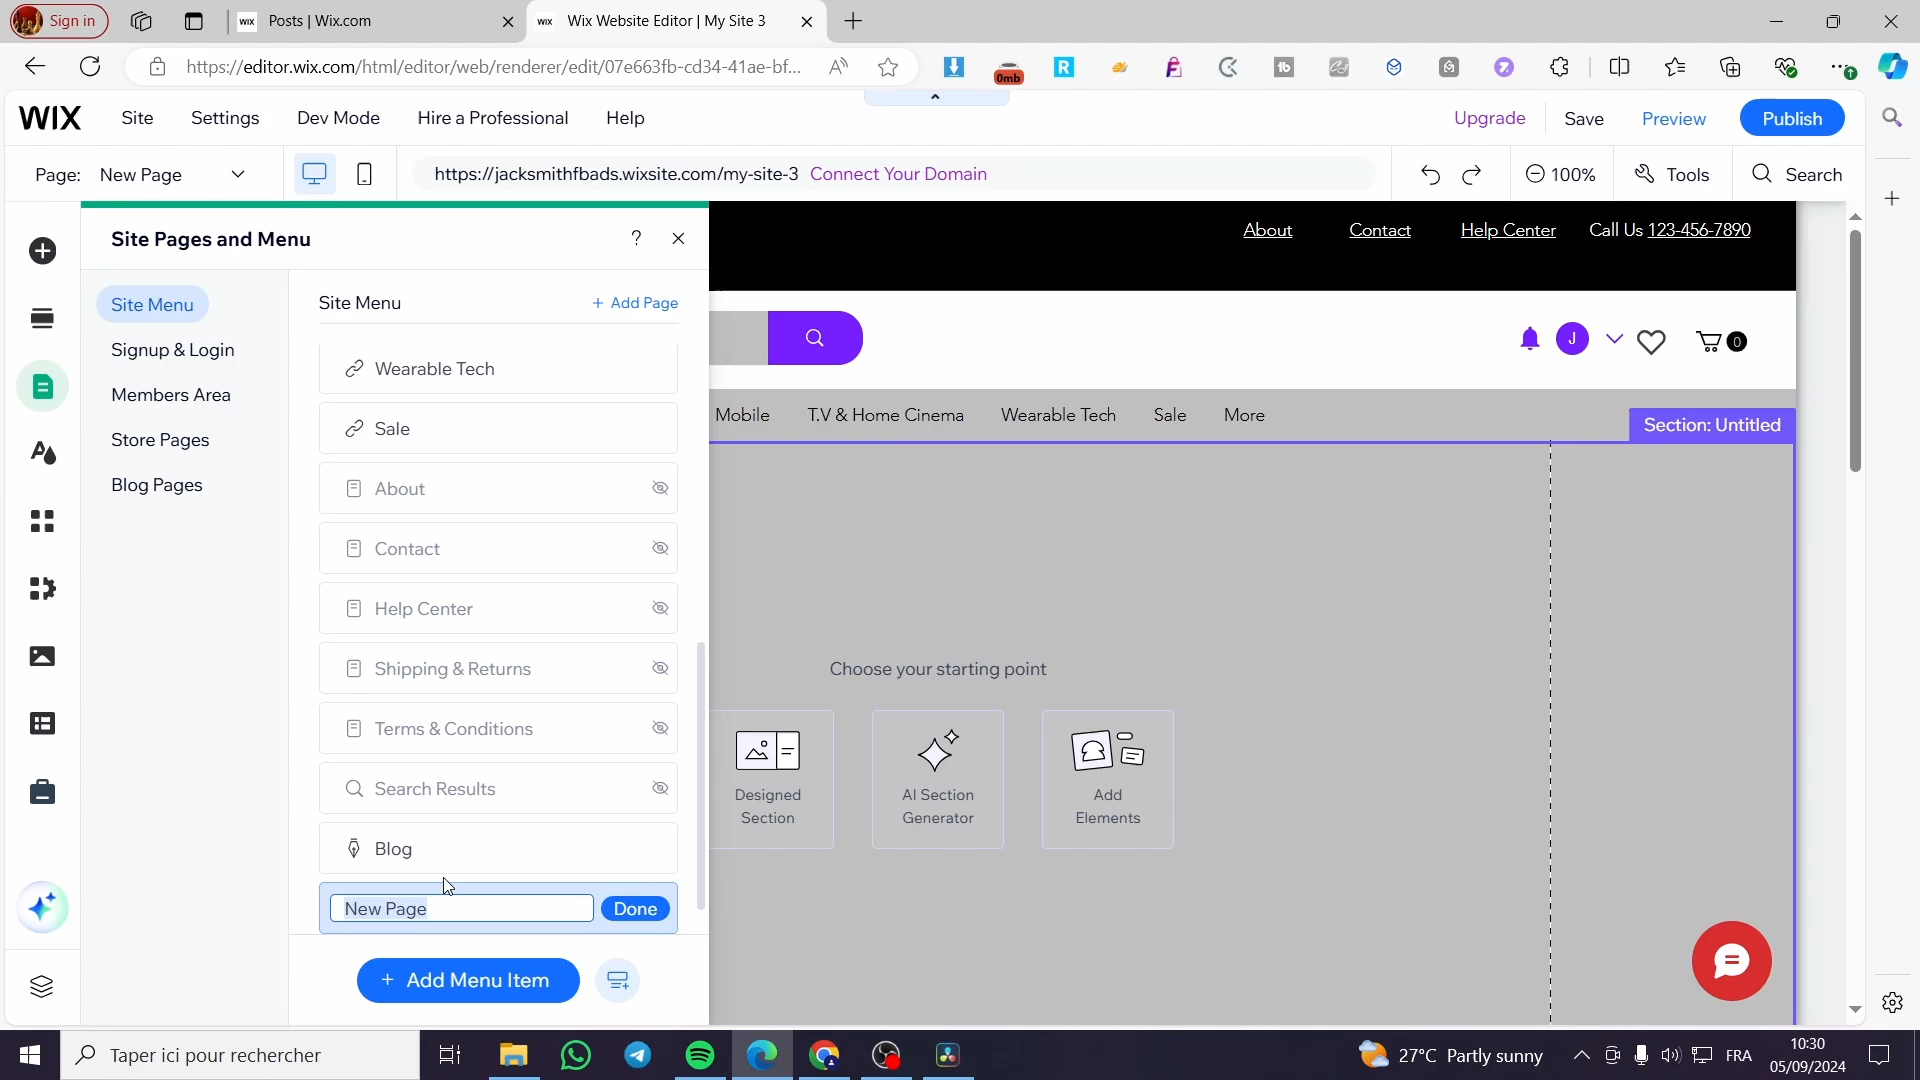 Sign in
WIX Posts | Wix.com
WIX Wix Website Editor | My Site 3
https://editor.wix.com/html/editor/web/renderer/edit/07e663fb-cd34-41ae-bf...
0mb
WIX Site Settings Dev Mode Hire a Professional Help
Upgrade Save Preview Publish
Page: New Page
https://jacksmithfbads.wixsite.com/my-site-3 Connect Your Domain
100% Tools Search
Site Pages and Menu
?
Site Menu
Signup & Login
Members Area
Store Pages
Blog Pages
Site Menu
+ Add Page
Wearable Tech
Sale
About
Contact
Help Center
Shipping & Returns
Terms & Conditions
Search Results
Blog
New Page Done
+ Add Menu Item
About Contact Help Center Call Us 123-456-7890
J 0
Mobile T.V & Home Cinema Wearable Tech Sale More
Section: Untitled
Choose your starting point
Designed
Section
AI Section
Generator
Add
Elements
Taper ici pour rechercher
27°C Partly sunny
FRA
10:30
05/09/2024